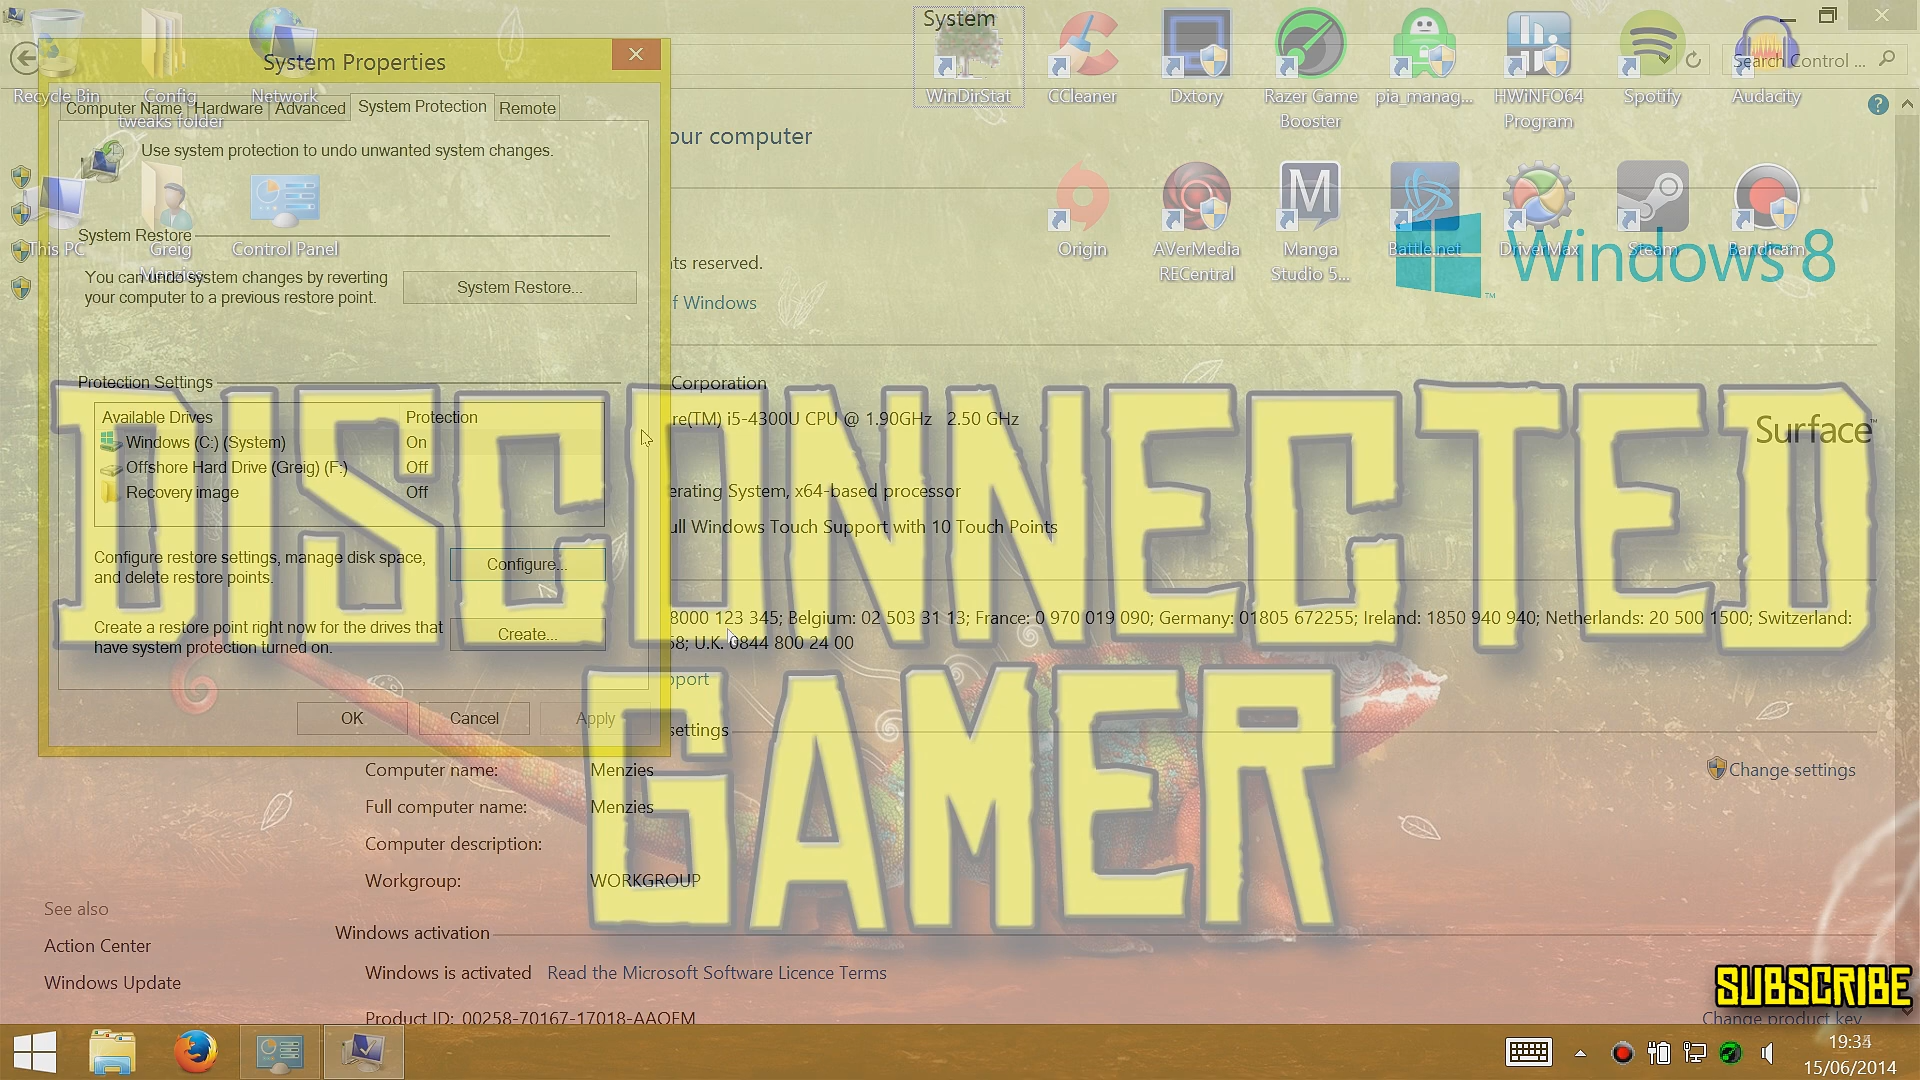 System
System Properties
Search Control ...
Recycle Bin
Config
tweaks folder
Network
WinDirStat
CCleaner
Dxtory
Razer Game
Booster
pia_manag...
HWiNFO64
Program
Spotify
Audacity
Computer Name
Hardware
Advanced
System Protection
Remote
our computer
Use system protection to undo unwanted system changes.
This PC
Greig
Menzies
Control Panel
Origin
AVerMedia
RECentral
Manga
Studio 5...
Battle.net
DriverMax
Steam
Bandicam
Windows 8
System Restore
You can undo system changes by reverting
your computer to a previous restore point.
System Restore...
nts reserved.
f Windows
Protection Settings
Available Drives Protection
Windows (C:) (System) On
Offshore Hard Drive (Greig) (F:) Off
Recovery image Off
Configure restore settings, manage disk space,
and delete restore points.
Configure...
Create a restore point right now for the drives that
have system protection turned on.
Create...
OK
Cancel
Apply
Corporation
re(TM) i5-4300U CPU @ 1.90GHz 2.50 GHz
Surface
erating System, x64-based processor
ull Windows Touch Support with 10 Touch Points
DISCONNECTED
GAMER
8000 123 345; Belgium: 02 503 31 13; France: 0 970 019 090; Germany: 01805 672255; Ireland: 1850 940 940; Netherlands: 20 500 1500; Switzerland:
58; U.K. 0844 800 24 00
pport
settings
Computer name: Menzies
Change settings
Full computer name: Menzies
Computer description:
Workgroup: WORKGROUP
See also
Action Center
Windows Update
Windows activation
Windows is activated Read the Microsoft Software Licence Terms
Product ID: 00258-70167-17018-AAOEM
SUBSCRIBE
Change product key
15/06/2014